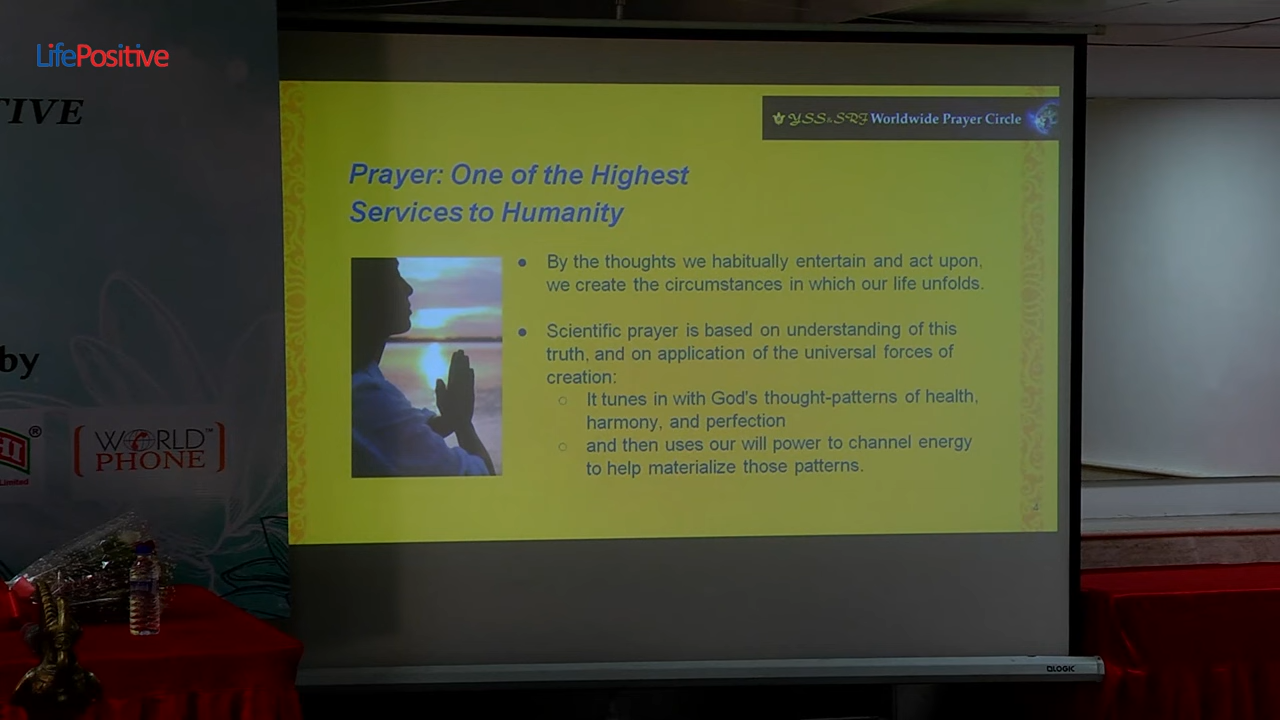 LifePositive
TIVE
YSS & SRF Worldwide Prayer Circle
Prayer: One of the Highest
Services to Humanity
● By the thoughts we habitually entertain and act upon,
we create the circumstances in which our life unfolds.
● Scientific prayer is based on understanding of this
truth, and on application of the universal forces of
creation:
○ It tunes in with God's thought-patterns of health,
harmony, and perfection
○ and then uses our will power to channel energy
to help materialize those patterns.
4
by
®
WORLD™
PHONE
Limited
QLOGIC